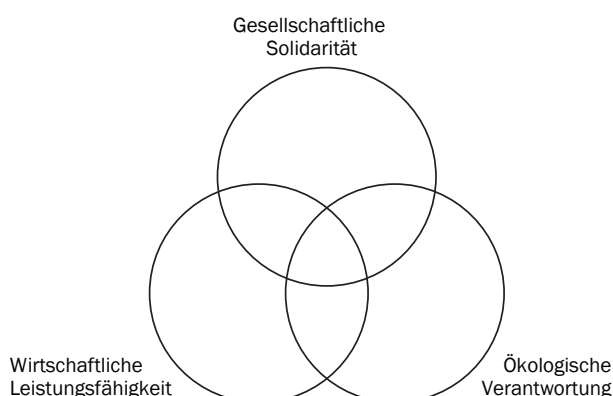 Gesellschaftliche
Solidarität
Wirtschaftliche
Leistungsfähigkeit
Ökologische
Verantwortung